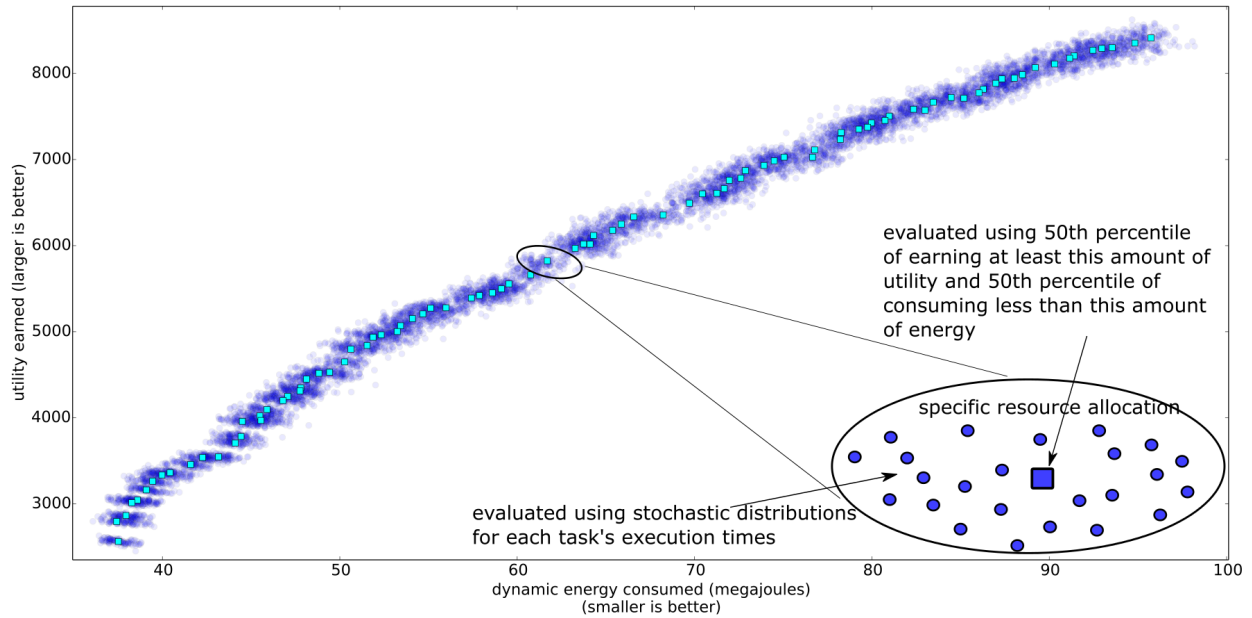 8000
7000
6000
5000
4000
3000
utility earned (larger is better)
evaluated using 50th percentile
of earning at least this amount of
utility and 50th percentile of
consuming less than this amount
of energy
specific resource allocation
evaluated using stochastic distributions
for each task's execution times
40
50
60
70
80
90
100
dynamic energy consumed (megajoules)
(smaller is better)